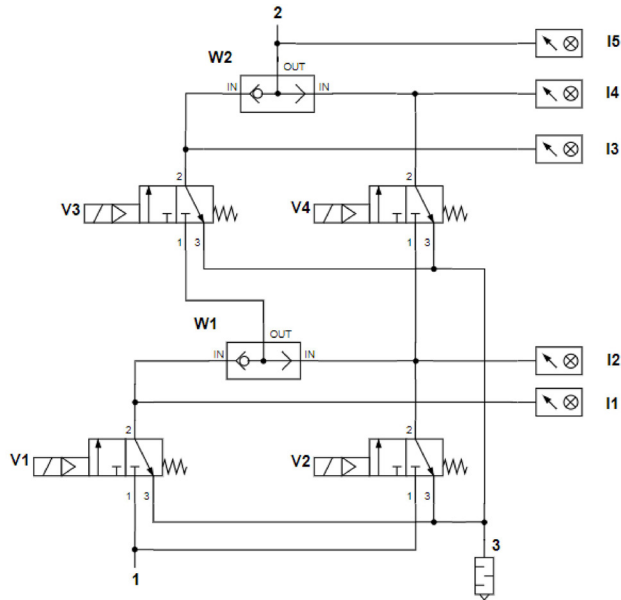 2
I5
W2
OUT
IN IN
I4
I3
2 2
V3 V4
1 3 1 3
W1
OUT
IN IN
I2
I1
2 2
V1 V2
1 3 1 3
3
1